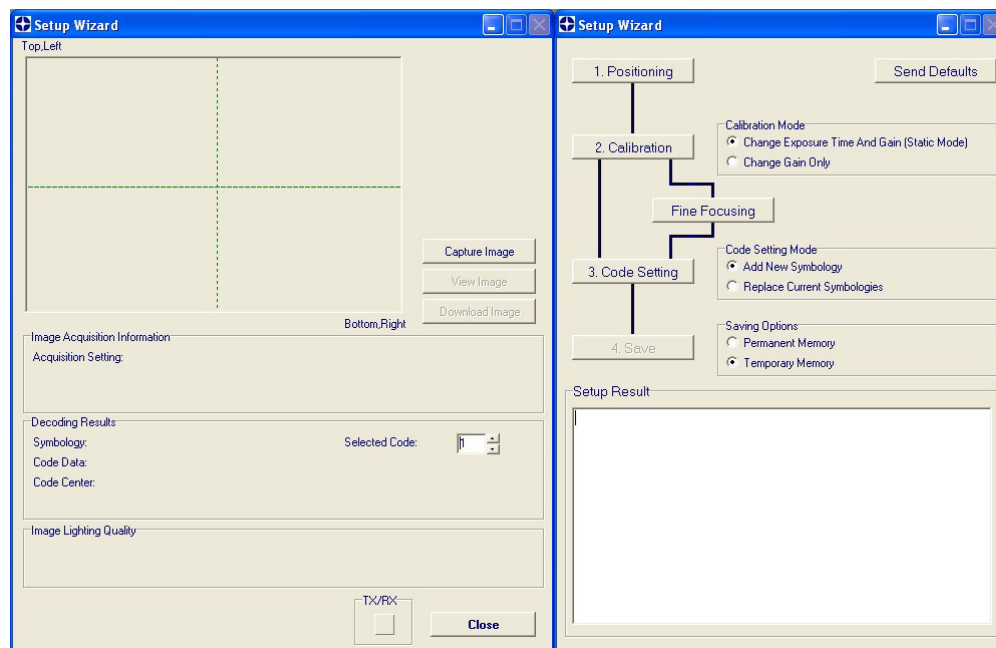 Setup Wizard
Top,Left
Capture Image
View Image
Download Image
Bottom,Right
Image Acquisition Information
Acquisition Setting:
Decoding Results
Symbology:
Selected Code:
1
Code Data:
Code Center:
Image Lighting Quality
TX/RX
Close
Setup Wizard
1. Positioning
Send Defaults
Calibration Mode
2. Calibration
Change Exposure Time And Gain (Static Mode)
Change Gain Only
Fine Focusing
Code Setting Mode
3. Code Setting
Add New Symbology
Replace Current Symbologies
Saving Options
4. Save
Permanent Memory
Temporary Memory
Setup Result